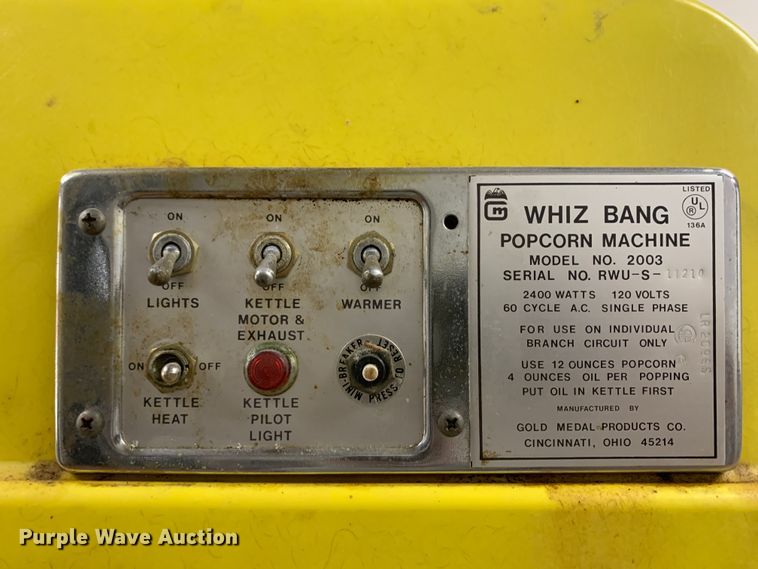 ON
ON
ON
OFF
OFF
OFF
LIGHTS
KETTLE
MOTOR &
EXHAUST
WARMER
ON
OFF
KETTLE
HEAT
KETTLE
PILOT
LIGHT
MINI-BREAKER
PRESS TO RESET
LISTED
UL
®
136A
Gm
WHIZ BANG
POPCORN MACHINE
MODEL NO. 2003
SERIAL NO. RWU-S-11210
2400 WATTS 120 VOLTS
60 CYCLE A.C. SINGLE PHASE
FOR USE ON INDIVIDUAL
BRANCH CIRCUIT ONLY
USE 12 OUNCES POPCORN
4 OUNCES OIL PER POPPING
PUT OIL IN KETTLE FIRST
MANUFACTURED BY
GOLD MEDAL PRODUCTS CO.
CINCINNATI, OHIO 45214
Purple Wave Auction